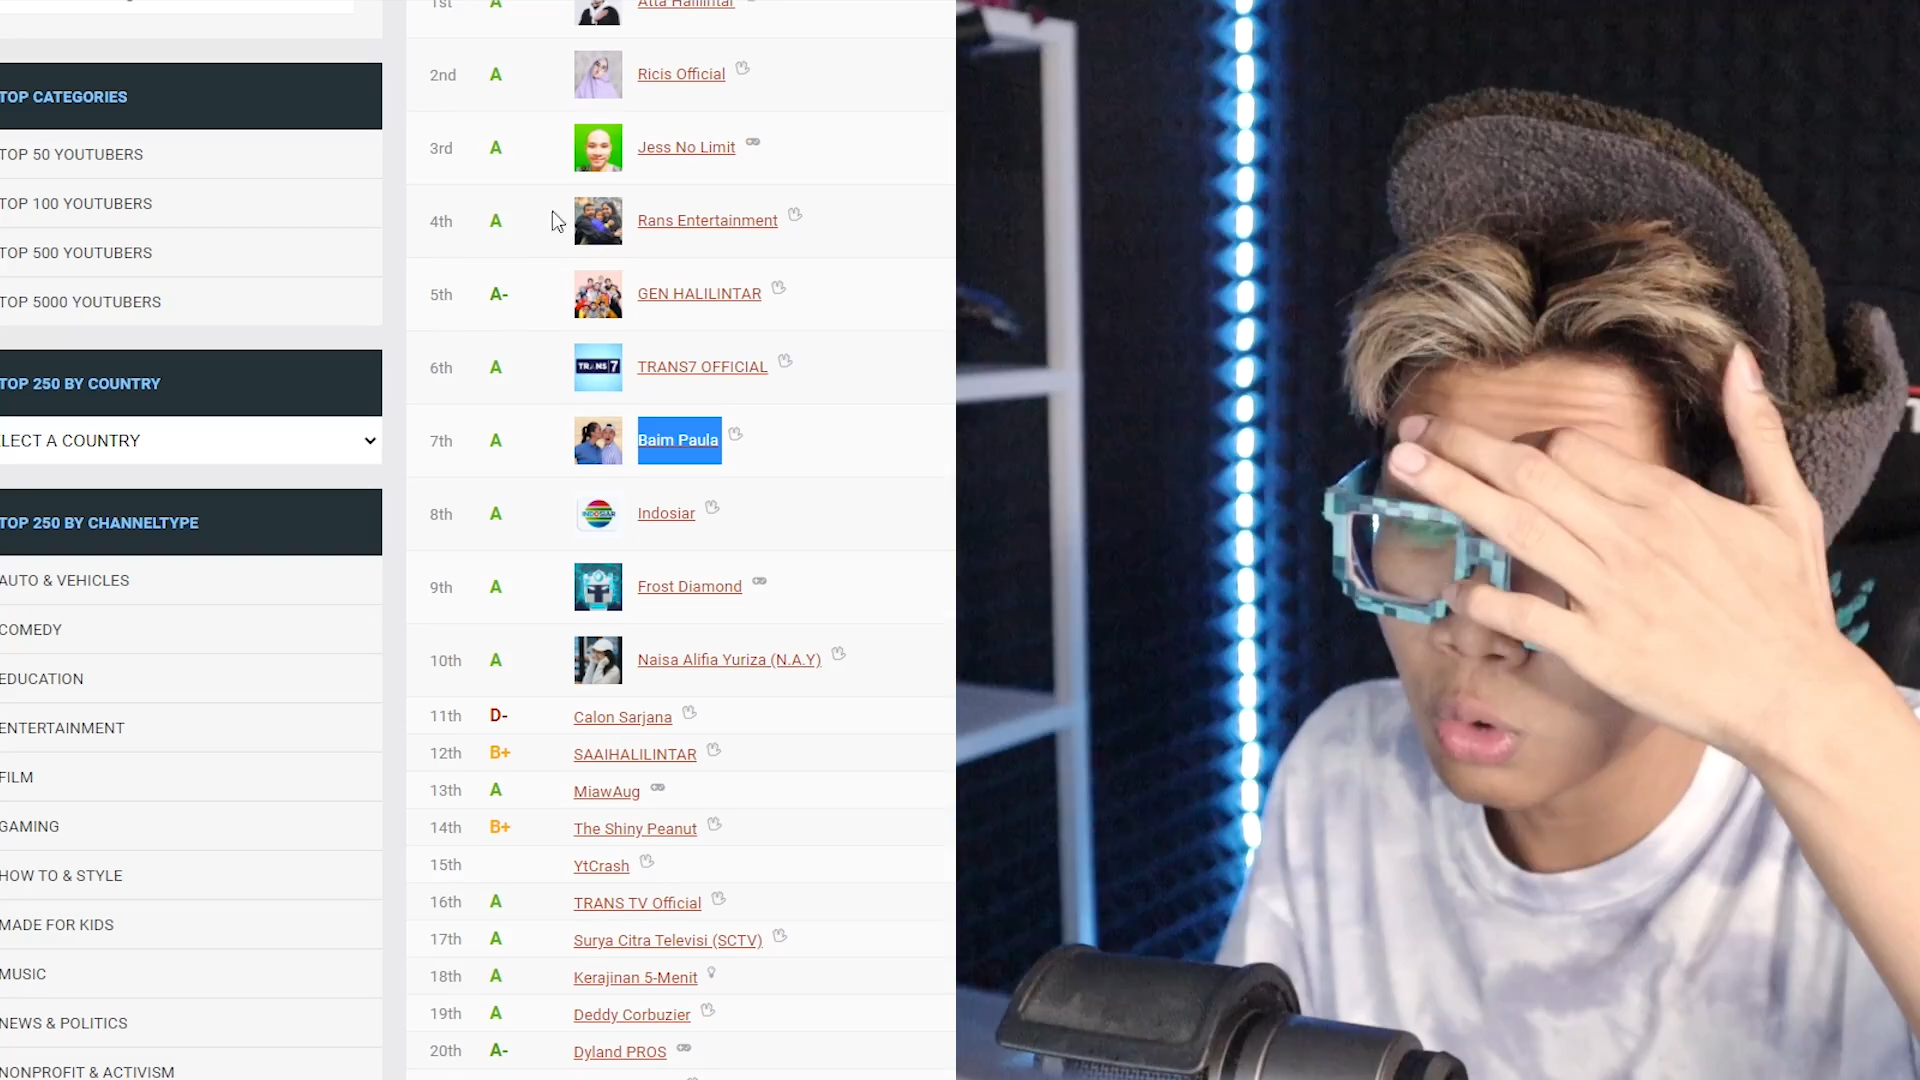 1st A Atta Halilintar
TOP CATEGORIES
TOP 50 YOUTUBERS
TOP 100 YOUTUBERS
TOP 500 YOUTUBERS
TOP 5000 YOUTUBERS
TOP 250 BY COUNTRY
LECT A COUNTRY
TOP 250 BY CHANNELTYPE
AUTO & VEHICLES
COMEDY
EDUCATION
ENTERTAINMENT
FILM
GAMING
HOW TO & STYLE
MADE FOR KIDS
MUSIC
NEWS & POLITICS
NONPROFIT & ACTIVISM
2nd A Ricis Official
3rd A Jess No Limit
4th A Rans Entertainment
5th A- GEN HALILINTAR
6th A TRANS7 TRANS7 OFFICIAL
7th A Baim Paula
8th A INDOSIAR Indosiar
9th A Frost Diamond
10th A Naisa Alifia Yuriza (N.A.Y)
11th D- Calon Sarjana
12th B+ SAAIHALILINTAR
13th A MiawAug
14th B+ The Shiny Peanut
15th YtCrash
16th A TRANS TV Official
17th A Surya Citra Televisi (SCTV)
18th A Kerajinan 5-Menit
19th A Deddy Corbuzier
20th A- Dyland PROS